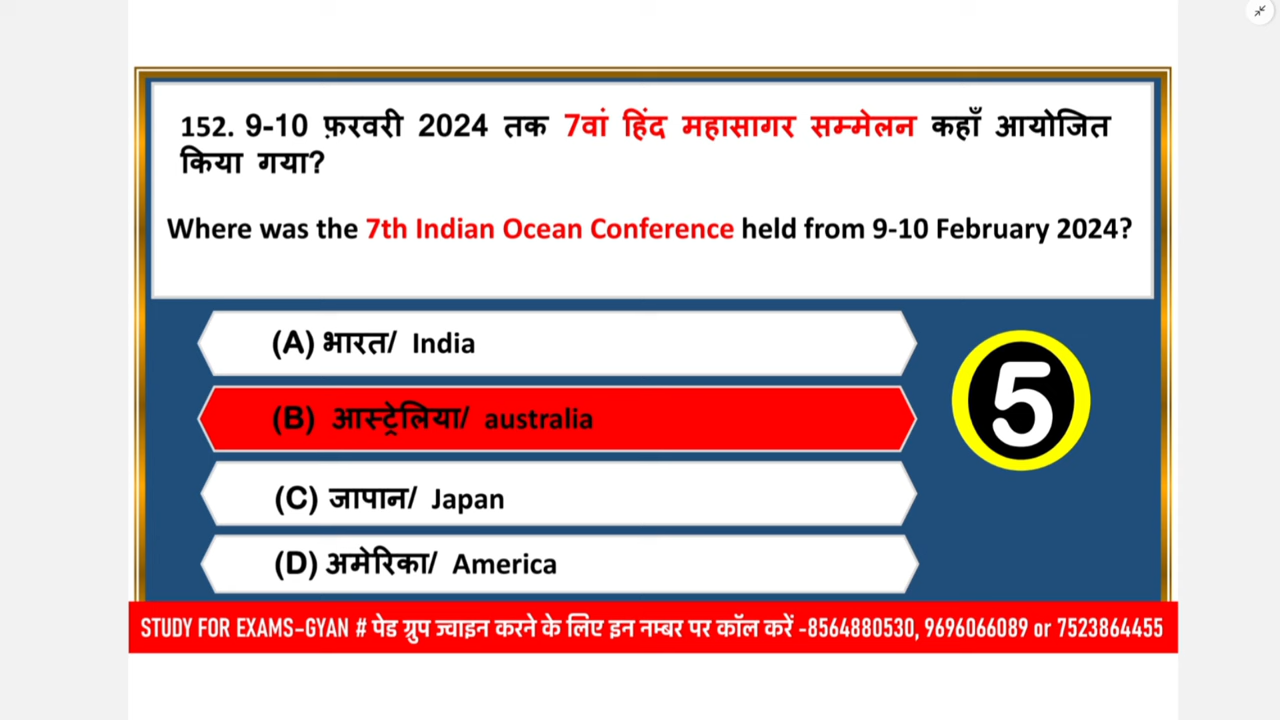 152. 9-10 फ़रवरी 2024 तक 7वां हिंद महासागर सम्मेलन कहाँ आयोजित
किया गया?
Where was the 7th Indian Ocean Conference held from 9-10 February 2024?
(A) भारत/ India
(B) आस्ट्रेलिया/ australia
5
(C) जापान/ Japan
(D) अमेरिका/ America
STUDY FOR EXAMS-GYAN # पेड ग्रुप ज्वाइन करने के लिए इन नम्बर पर कॉल करें -8564880530, 9696066089 or 7523864455